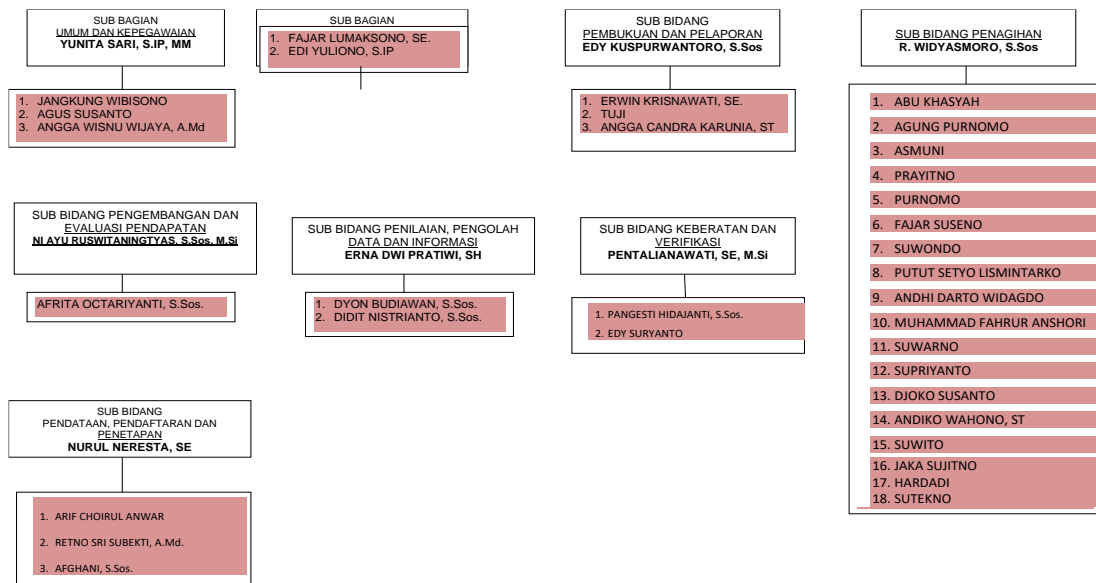 SUB BAGIAN
UMUM DAN KEPEGAWAIAN
YUNITA SARI, S.IP, MM
1. JANGKUNG WIBISONO
2. AGUS SUSANTO
3. ANGGA WISNU WIJAYA, A.Md
SUB BAGIAN
1. FAJAR LUMAKSONO, SE.
2. EDI YULIONO, S.IP
SUB BIDANG
PEMBUKUAN DAN PELAPORAN
EDY KUSPURWANTORO, S.Sos
1. ERWIN KRISNAWATI, SE.
2. TUJI
3. ANGGA CANDRA KARUNIA, ST
SUB BIDANG PENAGIHAN
R. WIDYASMORO, S.Sos
1. ABU KHASYAH
2. AGUNG PURNOMO
3. ASMUNI
4. PRAYITNO
5. PURNOMO
6. FAJAR SUSENO
7. SUWONDO
8. PUTUT SETYO LISMINTARKO
9. ANDHI DARTO WIDAGDO
10. MUHAMMAD FAHRUR ANSHORI
11. SUWARNO
12. SUPRIYANTO
13. DJOKO SUSANTO
14. ANDIKO WAHONO, ST
15. SUWITO
16. JAKA SUJITNO
17. HARDADI
18. SUTEKNO
SUB BIDANG PENGEMBANGAN DAN
EVALUASI PENDAPATAN
NI AYU RUSWITANINGTYAS, S.Sos, M.Si
AFRITA OCTARIYANTI, S.Sos.
SUB BIDANG PENILAIAN, PENGOLAH
DATA DAN INFORMASI
ERNA DWI PRATIWI, SH
1. DYON BUDIAWAN, S.Sos.
2. DIDIT NISTRIANTO, S.Sos.
SUB BIDANG KEBERATAN DAN
VERIFIKASI
PENTALIANAWATI, SE, M.Si
1. PANGESTI HIDAJANTI, S.Sos.
2. EDY SURYANTO
SUB BIDANG
PENDATAAN, PENDAFTARAN DAN
PENETAPAN
NURUL NERESTA, SE
1. ARIF CHOIRUL ANWAR
2. RETNO SRI SUBEKTI, A.Md.
3. AFGHANI, S.Sos.